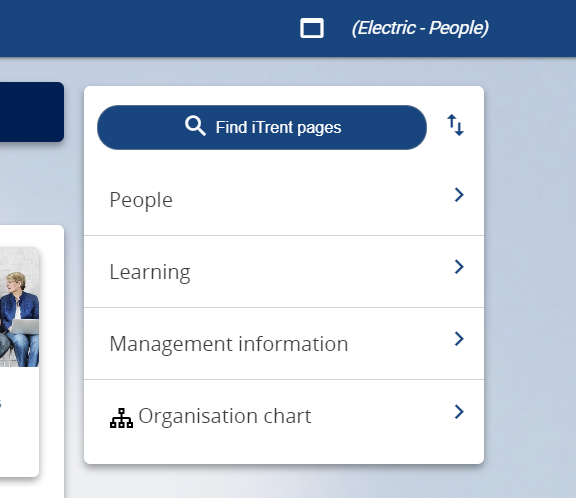 (Electric - People)
Find iTrent pages
People
Learning
Management information
Organisation chart